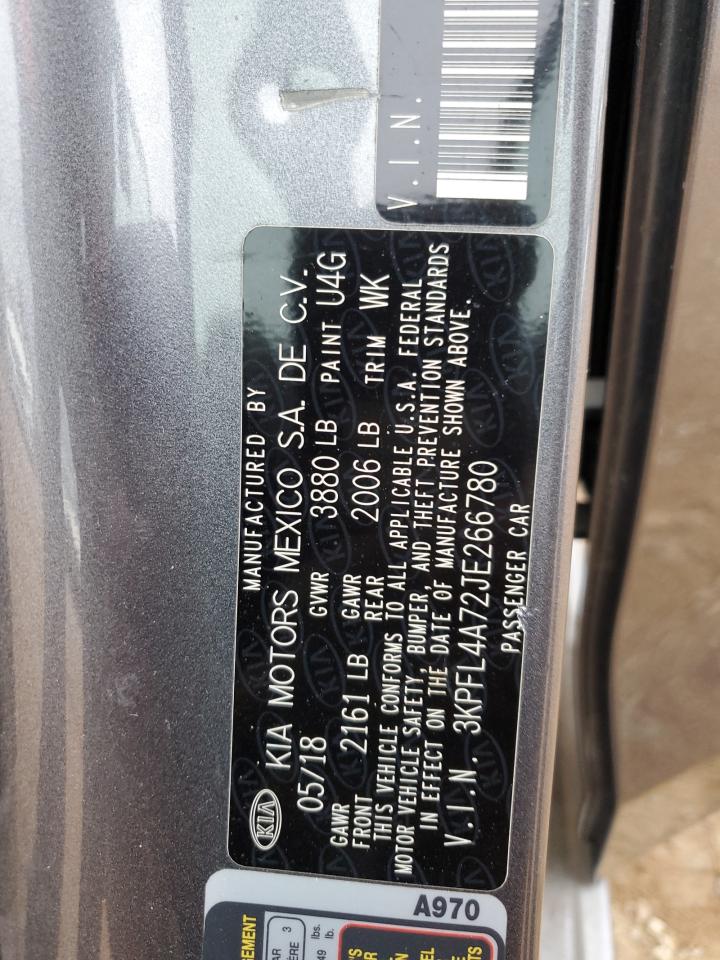 V.I.N.
MANUFACTURED BY
KIA KIA MOTORS MEXICO S.A. DE C.V.
05/18 GVWR 3880 LB PAINT U4G
GAWR FRONT 2161 LB GAWR REAR 2006 LB TRIM WK
THIS VEHICLE CONFORMS TO ALL APPLICABLE U.S.A. FEDERAL
MOTOR VEHICLE SAFETY, BUMPER, AND THEFT PREVENTION STANDARDS
IN EFFECT ON THE DATE OF MANUFACTURE SHOWN ABOVE.
V.I.N. 3KPFL4A72JE266780
PASSENGER CAR
A970